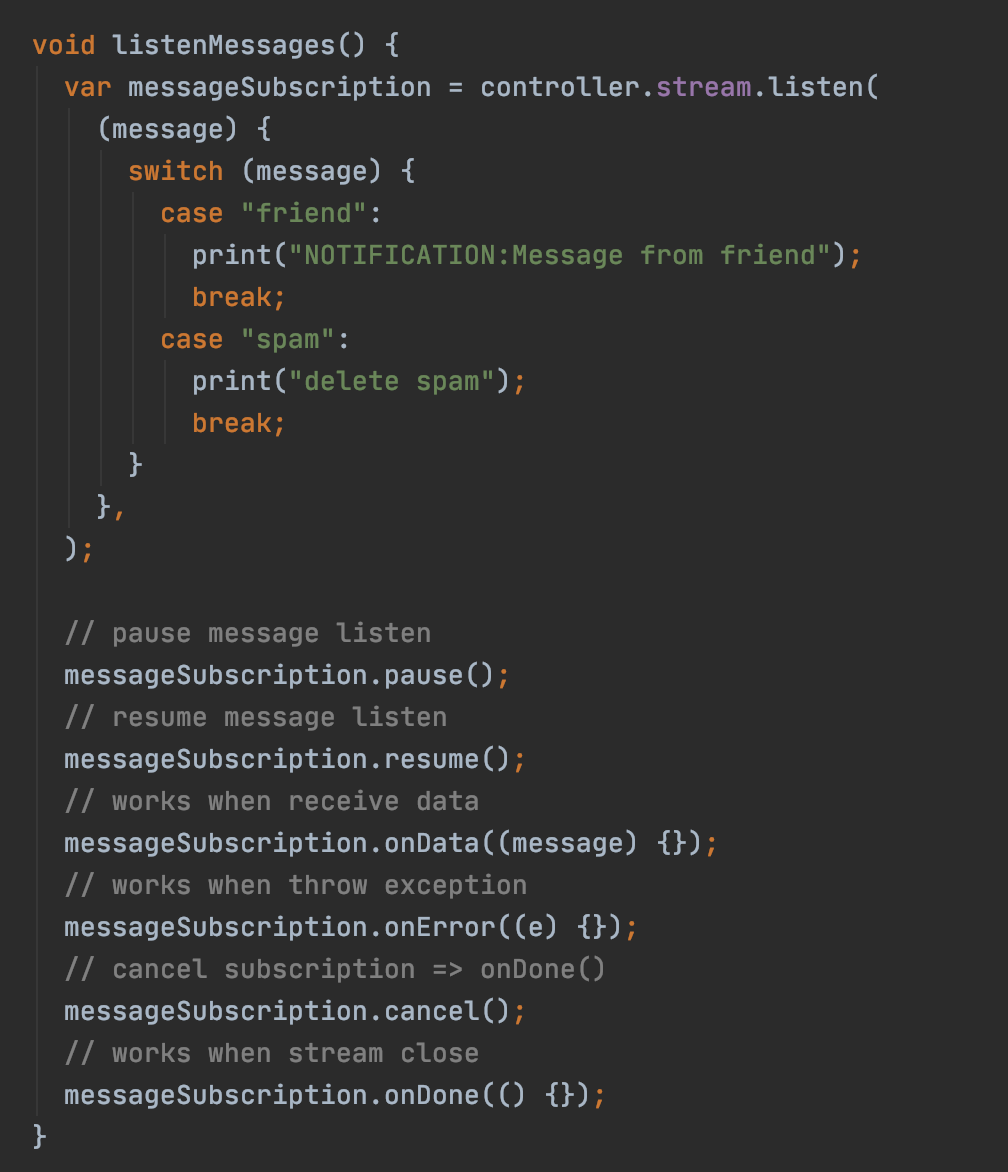 void listenMessages() {
  var messageSubscription = controller.stream.listen(
    (message) {
      switch (message) {
        case "friend":
          print("NOTIFICATION:Message from friend");
          break;
        case "spam":
          print("delete spam");
          break;
      }
    },
  );

  // pause message listen
  messageSubscription.pause();
  // resume message listen
  messageSubscription.resume();
  // works when receive data
  messageSubscription.onData((message) {});
  // works when throw exception
  messageSubscription.onError((e) {});
  // cancel subscription => onDone()
  messageSubscription.cancel();
  // works when stream close
  messageSubscription.onDone(() {});
}